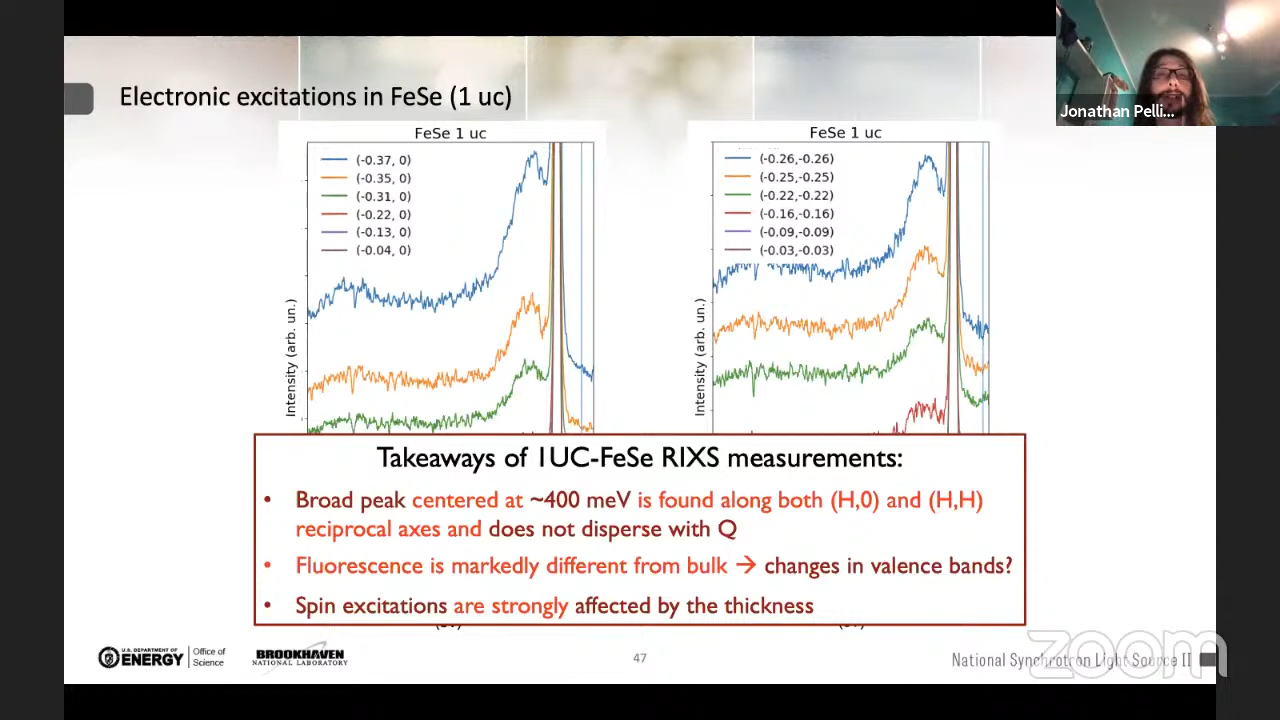 Electronic excitations in FeSe (1 uc)
Jonathan Pelli...
FeSe 1 uc
(-0.37, 0)
(-0.35, 0)
(-0.31, 0)
(-0.22, 0)
(-0.13, 0)
(-0.04, 0)
Intensity (arb. un.)
FeSe 1 uc
(-0.26,-0.26)
(-0.25,-0.25)
(-0.22,-0.22)
(-0.16,-0.16)
(-0.09,-0.09)
(-0.03,-0.03)
Intensity (arb. un.)
Takeaways of 1UC-FeSe RIXS measurements:
• Broad peak centered at ~400 meV is found along both (H,0) and (H,H)
reciprocal axes and does not disperse with Q
• Fluorescence is markedly different from bulk → changes in valence bands?
• Spin excitations are strongly affected by the thickness
U.S. DEPARTMENT OF
ENERGY
Office of
Science
BROOKHAVEN
NATIONAL LABORATORY
47
National Synchrotron Light Source II
zoom